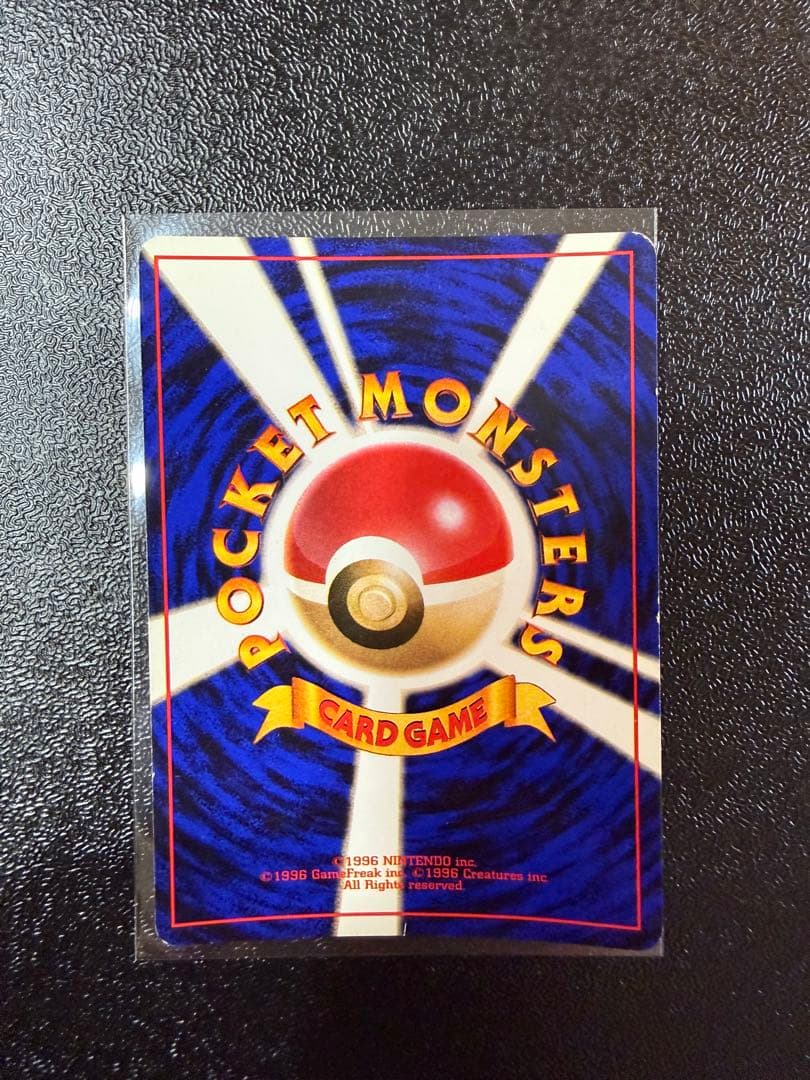 POCKET MONSTERS
CARD GAME
©1996 NINTENDO inc.
©1996 GameFreak inc. ©1996 Creatures inc.
All Rights reserved.